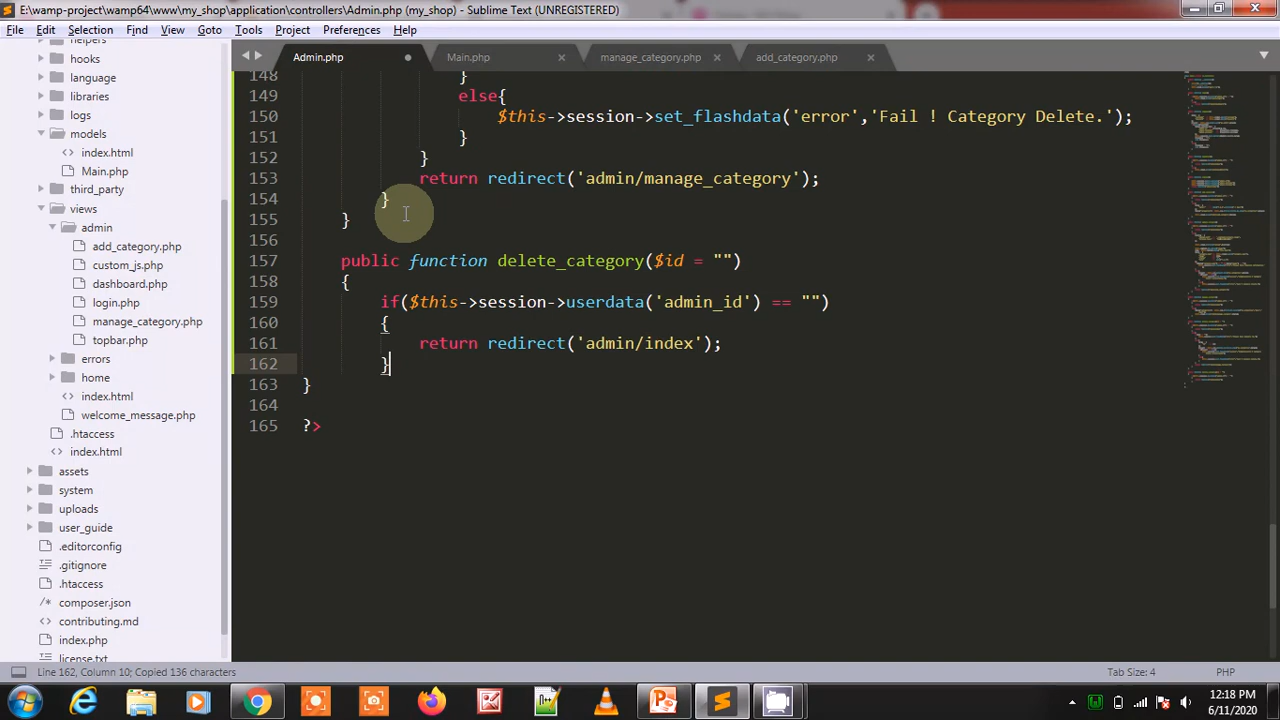 E:\wamp-project\wamp64\www\my_shop\application\controllers\Admin.php (my_shop) - Sublime Text (UNREGISTERED)
File Edit Selection Find View Goto Tools Project Preferences Help
Admin.php Main.php manage_category.php add_category.php
helpers
hooks
language
libraries
logs
models
index.html
Main.php
third_party
views
admin
add_category.php
custom_js.php
dashboard.php
login.php
manage_category.php
topbar.php
errors
home
index.html
welcome_message.php
.htaccess
index.html
assets
system
uploads
user_guide
.editorconfig
.gitignore
.htaccess
composer.json
contributing.md
index.php
license.txt
148 }
149 else{
150 $this->session->set_flashdata('error','Fail ! Category Delete.');
151 }
152 }
153 return redirect('admin/manage_category');
154 }
155 }
156
157 public function delete_category($id = "")
158 {
159 if($this->session->userdata('admin_id') == "")
160 {
161 return redirect('admin/index');
162 }
163 }
164
165 ?>
Line 162, Column 10; Copied 136 characters Tab Size: 4 PHP
12:18 PM
6/11/2020